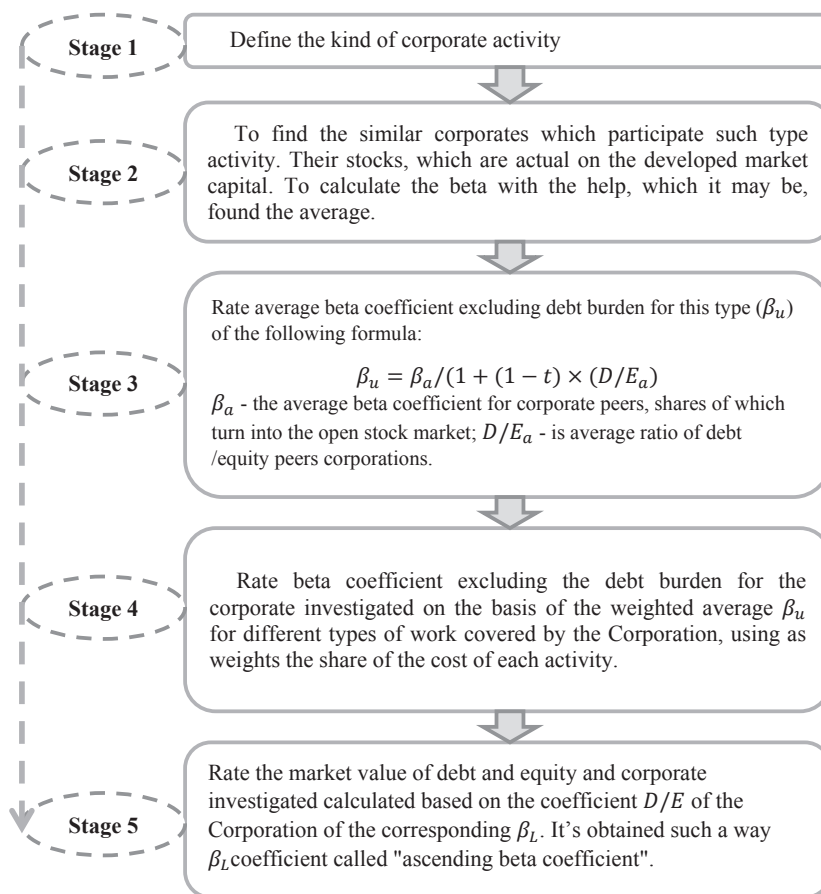 Stage 1
Define the kind of corporate activity
Stage 2
To find the similar corporates which participate such type
activity. Their stocks, which are actual on the developed market
capital. To calculate the beta with the help, which it may be,
found the average.
Stage 3
Rate average beta coefficient excluding debt burden for this type (βᵤ)
of the following formula:
βᵤ = βₐ/(1 + (1 − t) × (D/Eₐ)
βₐ - the average beta coefficient for corporate peers, shares of which
turn into the open stock market; D/Eₐ - is average ratio of debt
/equity peers corporations.
Stage 4
Rate beta coefficient excluding the debt burden for the
corporate investigated on the basis of the weighted average βᵤ
for different types of work covered by the Corporation, using as
weights the share of the cost of each activity.
Stage 5
Rate the market value of debt and equity and corporate
investigated calculated based on the coefficient D/E of the
Corporation of the corresponding β_L. It's obtained such a way
β_L coefficient called "ascending beta coefficient".